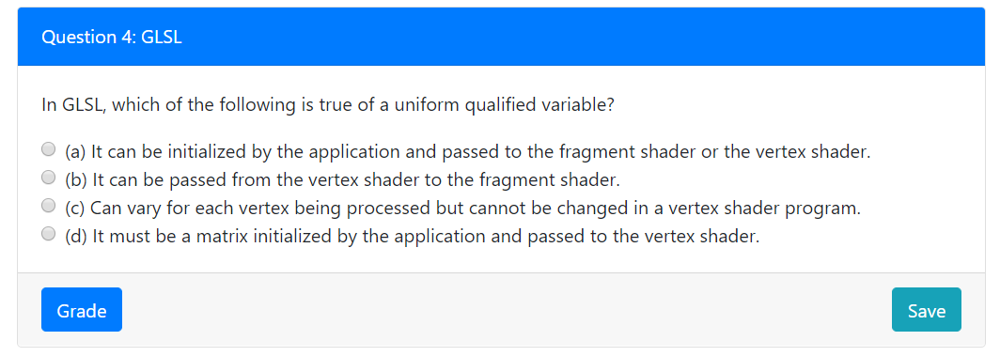 Question 4: GLSL
In GLSL, which of the following is true of a uniform qualified variable?
(a) It can be initialized by the application and passed to the fragment shader or the vertex shader.
(b) It can be passed from the vertex shader to the fragment shader.
(c) Can vary for each vertex being processed but cannot be changed in a vertex shader program.
(d) It must be a matrix initialized by the application and passed to the vertex shader.
Grade
Save